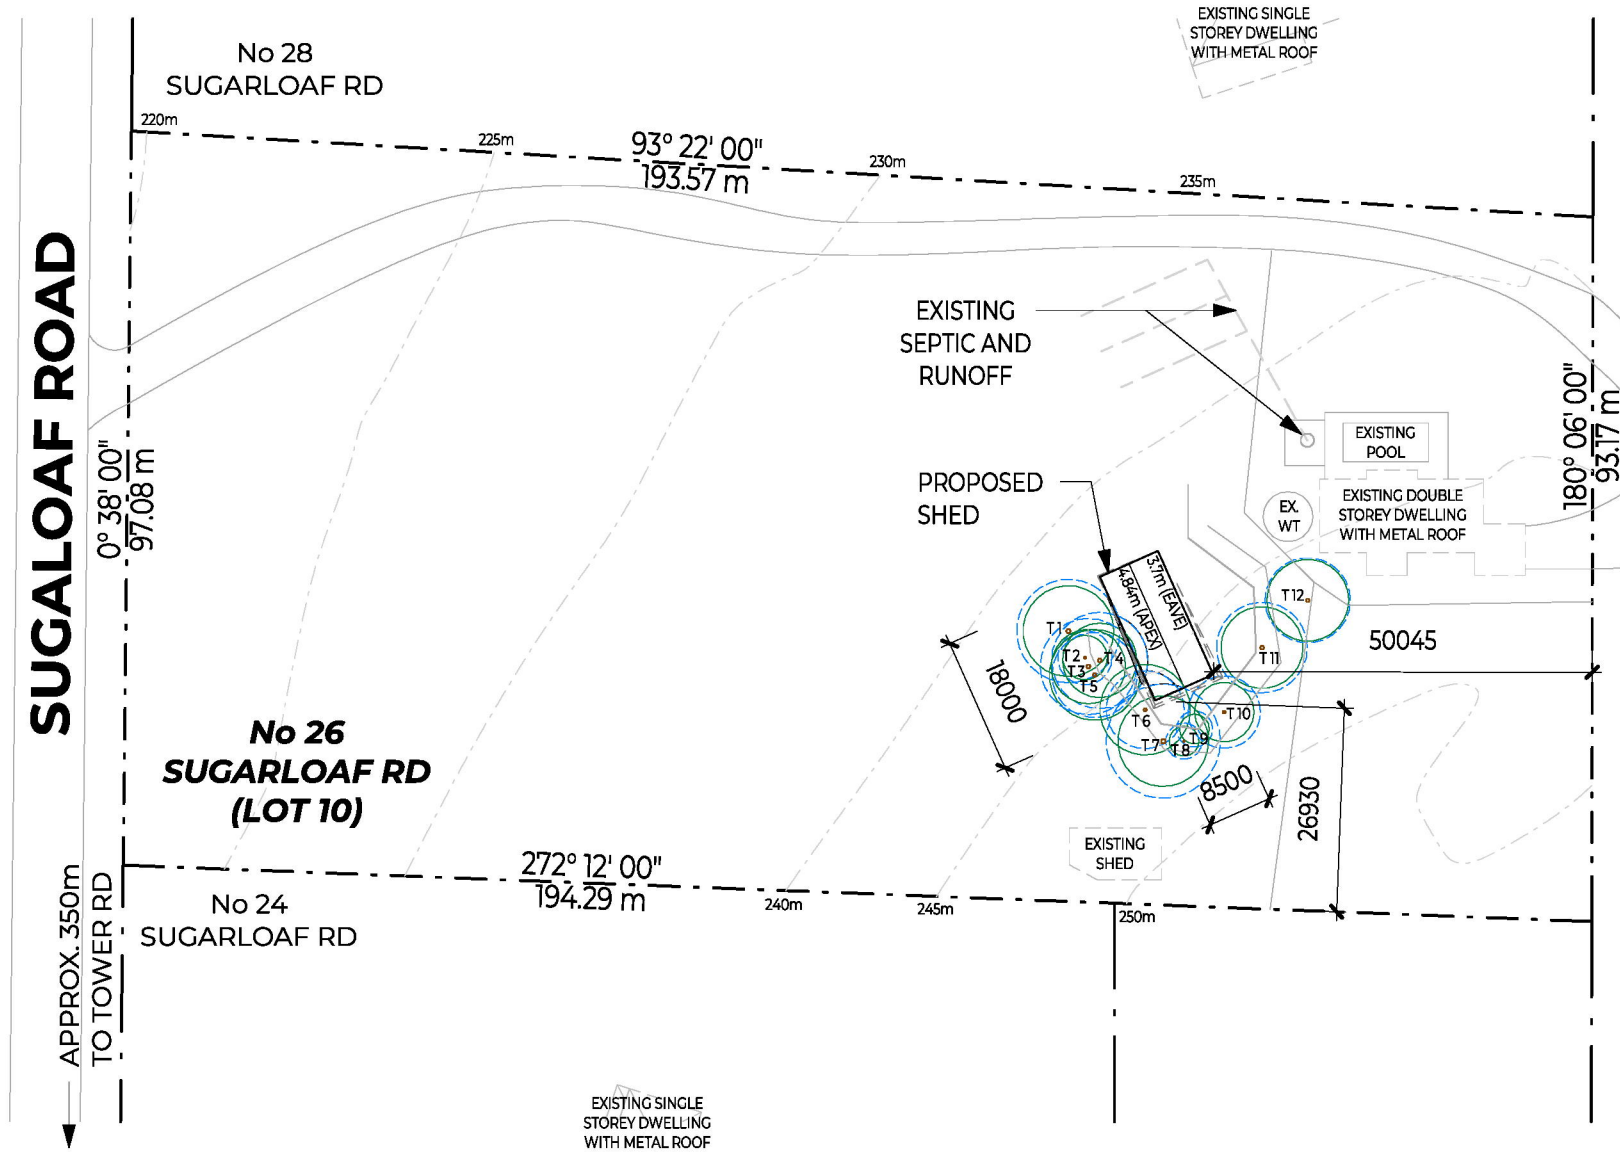 EXISTING SINGLE
STOREY DWELLING
WITH METAL ROOF
No 28
SUGARLOAF RD
220m
225m
93° 22' 00"
193.57 m
230m
235m
SUGALOAF ROAD
0° 38' 00"
97.08 m
EXISTING
SEPTIC AND
RUNOFF
180° 06' 00"
93.17 m
EXISTING
POOL
PROPOSED
SHED
EX.
WT
EXISTING DOUBLE
STOREY DWELLING
WITH METAL ROOF
3.7m (EAVE)
4.84m (APEX)
T1
T2
T3
T4
T5
T6
T7
T8
T9
T10
T11
T12
50045
18000
8500
26930
No 26
SUGARLOAF RD
(LOT 10)
EXISTING
SHED
272° 12' 00"
194.29 m
240m
245m
250m
No 24
SUGARLOAF RD
APPROX. 350m
TO TOWER RD
EXISTING SINGLE
STOREY DWELLING
WITH METAL ROOF